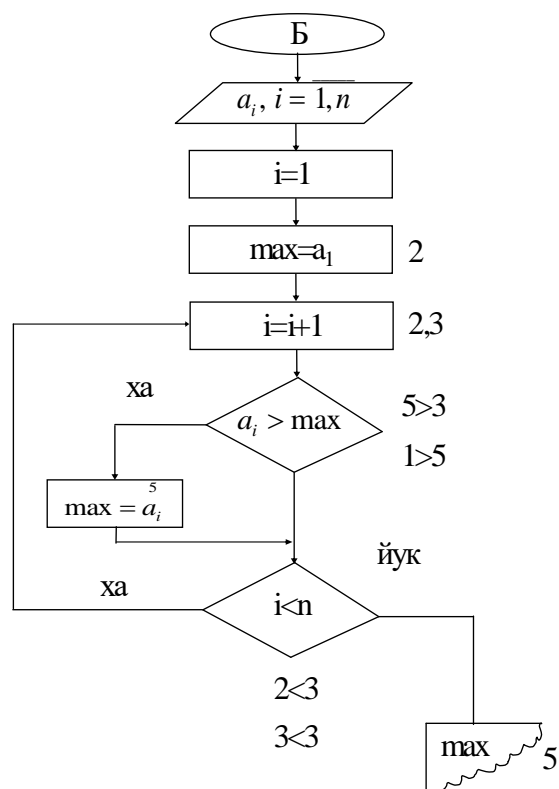 Б
a_i, i = 1, n
i=1
max=a₁ 2
i=i+1 2,3
ха
a_i > max 5>3
1>5
5
max = a_i
йук
ха
i<n
2<3
3<3
max 5